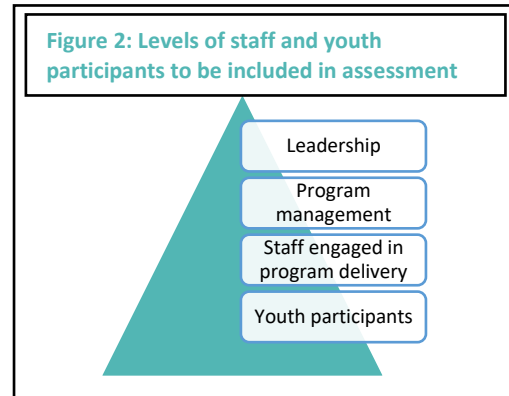 Figure 2: Levels of staff and youth
participants to be included in assessment
Leadership
Program
management
Staff engaged in
program delivery
Youth participants